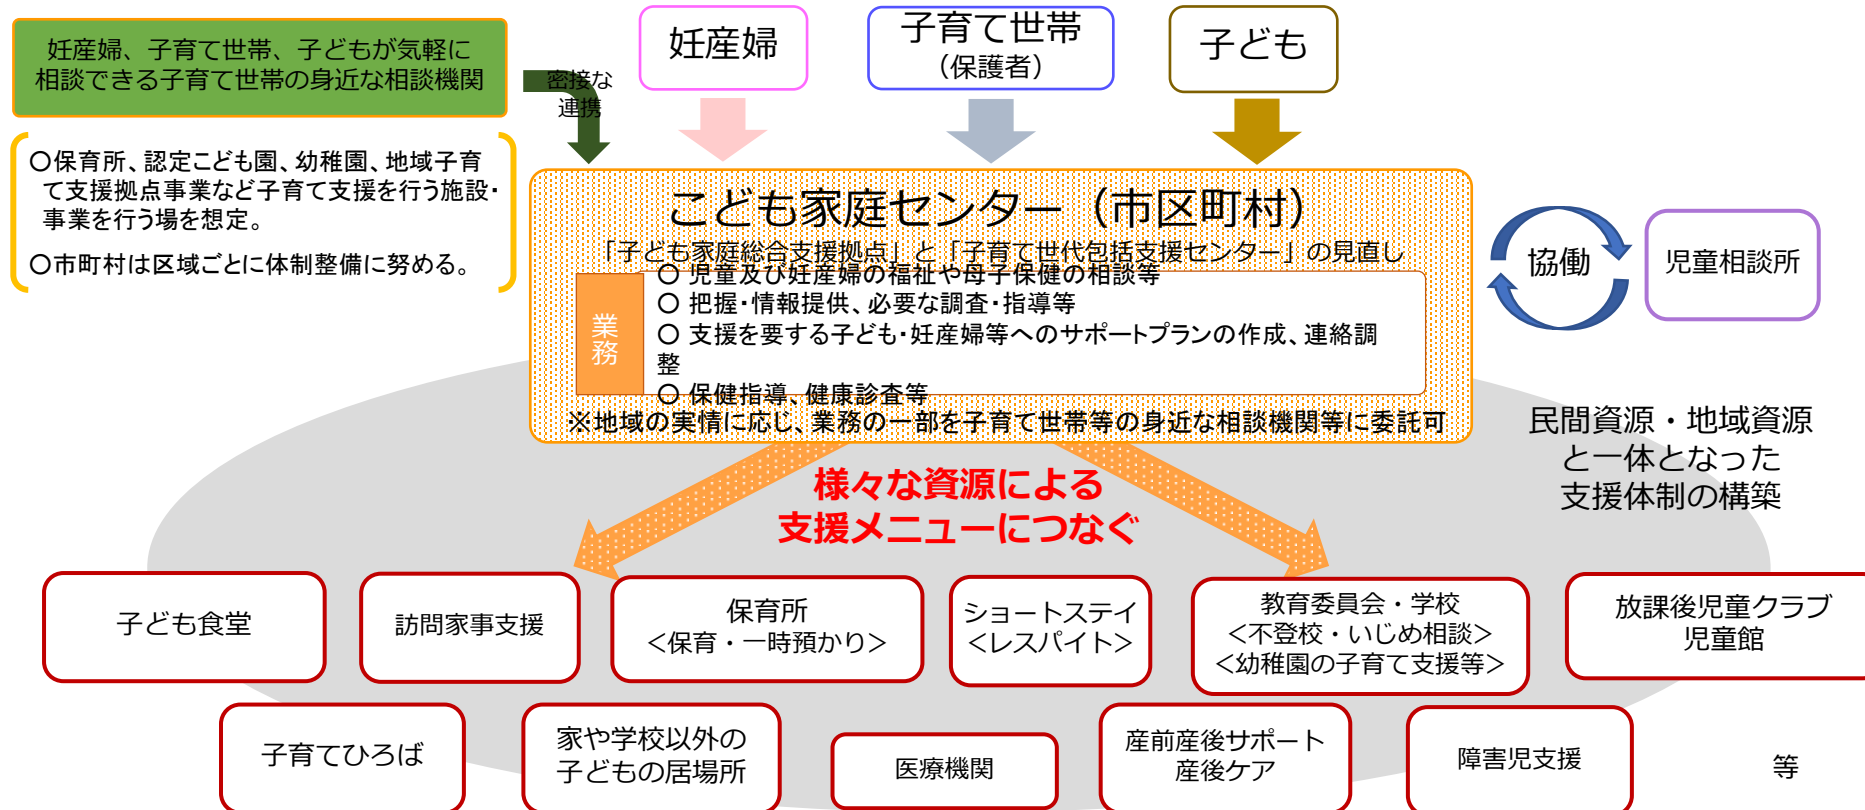 妊産婦、子育て世帯、子どもが気軽に
相談できる子育て世帯の身近な相談機関
密接な
連携
妊産婦
子育て世帯
（保護者）
子ども
〇保育所、認定こども園、幼稚園、地域子育
て支援拠点事業など子育て支援を行う施設・
事業を行う場を想定。
〇市町村は区域ごとに体制整備に努める。
こども家庭センター（市区町村）
「子ども家庭総合支援拠点」と「子育て世代包括支援センター」の見直し
業務
〇 児童及び妊産婦の福祉や母子保健の相談等
〇 把握・情報提供、必要な調査・指導等
〇 支援を要する子ども・妊産婦等へのサポートプランの作成、連絡調
整
〇 保健指導、健康診査等
※地域の実情に応じ、業務の一部を子育て世帯等の身近な相談機関等に委託可
協働
児童相談所
民間資源・地域資源
と一体となった
支援体制の構築
様々な資源による
支援メニューにつなぐ
子ども食堂
訪問家事支援
保育所
＜保育・一時預かり＞
ショートステイ
＜レスパイト＞
教育委員会・学校
＜不登校・いじめ相談＞
＜幼稚園の子育て支援等＞
放課後児童クラブ
児童館
子育てひろば
家や学校以外の
子どもの居場所
医療機関
産前産後サポート
産後ケア
障害児支援
等